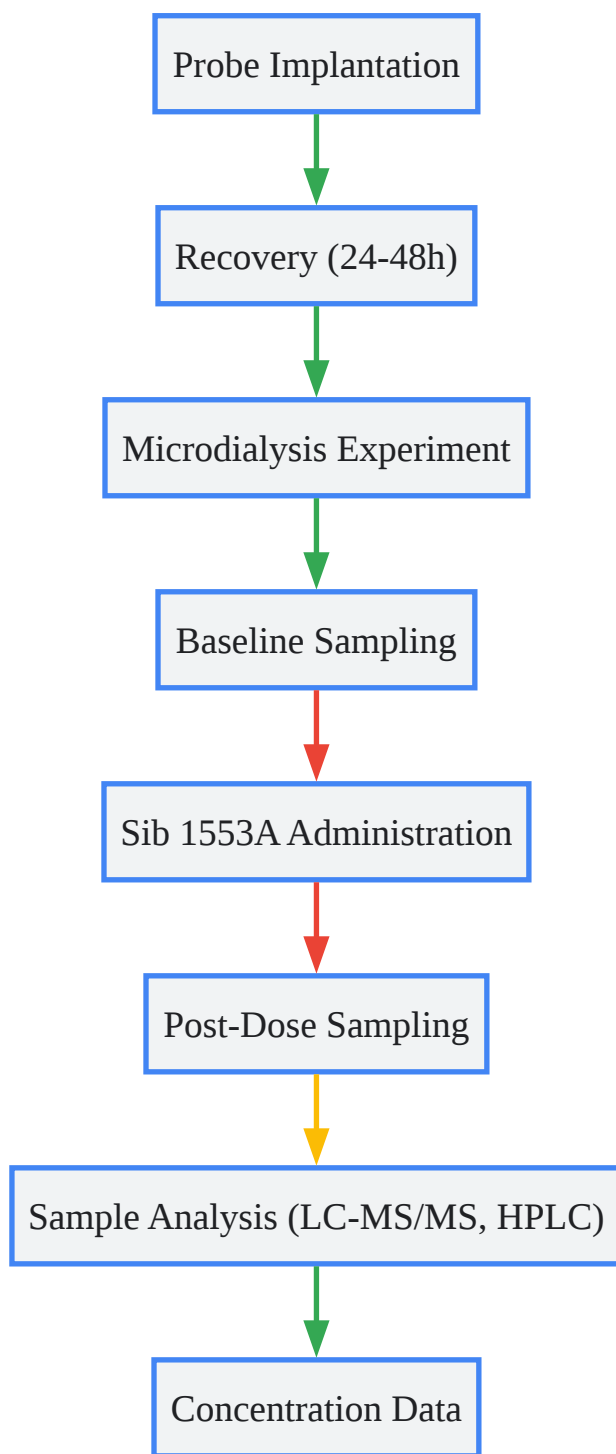 Probe Implantation
Recovery (24-48h)
Microdialysis Experiment
Baseline Sampling
Sib 1553A Administration
Post-Dose Sampling
Sample Analysis (LC-MS/MS, HPLC)
Concentration Data